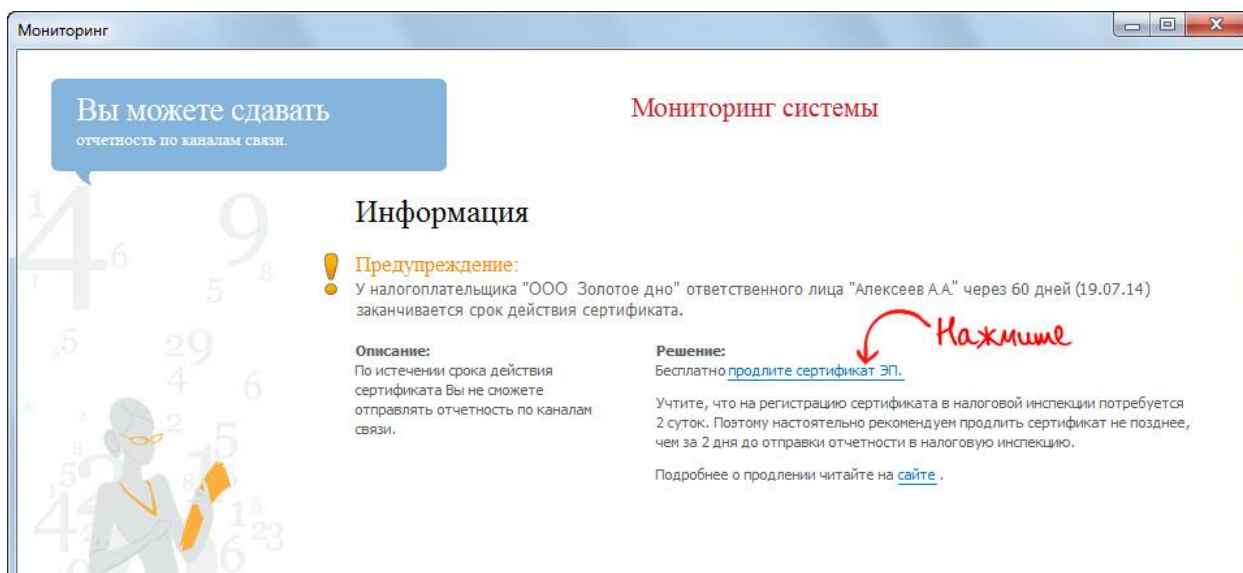 Мониторинг
Вы можете сдавать
отчетность по каналам связи.
Мониторинг системы
Информация
Предупреждение:
У налогоплательщика "ООО Золотое дно" ответственного лица "Алексеев А.А." через 60 дней (19.07.14)
заканчивается срок действия сертификата.
Нажмите
Описание:
По истечении срока действия
сертификата Вы не сможете
отправлять отчетность по каналам
связи.
Решение:
Бесплатно продлите сертификат ЭП.
Учтите, что на регистрацию сертификата в налоговой инспекции потребуется
2 суток. Поэтому настоятельно рекомендуем продлить сертификат не позднее,
чем за 2 дня до отправки отчетности в налоговую инспекцию.
Подробнее о продлении читайте на сайте .